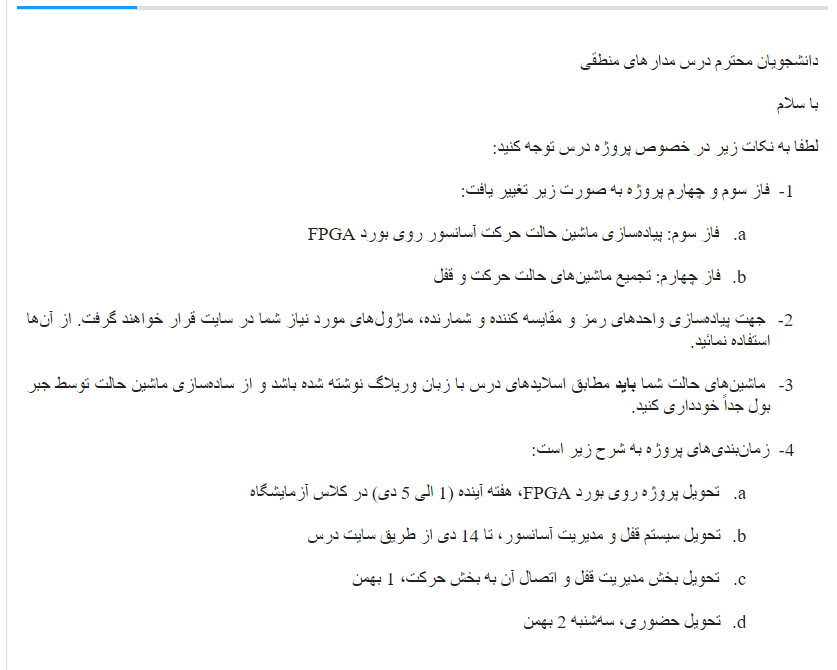 دانشجویان محترم درس مدارهای منطقی
با سلام
لطفا به نکات زیر در خصوص پروژه درس توجه کنید:
1- فاز سوم و چهارم پروژه به صورت زیر تغییر یافت:
a. فاز سوم: پیاده‌سازی ماشین حالت حرکت آسانسور روی بورد FPGA
b. فاز چهارم: تجمیع ماشین‌های حالت حرکت و قفل
2- جهت پیاده‌سازی واحدهای رمز و مقایسه کننده و شمارنده، ماژول‌های مورد نیاز شما در سایت قرار خواهند گرفت. از آن‌ها
استفاده نمائید.
3- ماشین‌های حالت شما باید مطابق اسلایدهای درس با زبان وریلاگ نوشته شده باشد و از ساده‌سازی ماشین حالت توسط جبر
بول جداً خودداری کنید.
4- زمان‌بندی‌های پروژه به شرح زیر است:
a. تحویل پروژه روی بورد FPGA، هفته آینده (1 الی 5 دی) در کلاس آزمایشگاه
b. تحویل سیستم قفل و مدیریت آسانسور، تا 14 دی از طریق سایت درس
c. تحویل بخش مدیریت قفل و اتصال آن به بخش حرکت، 1 بهمن
d. تحویل حضوری، سه‌شنبه 2 بهمن